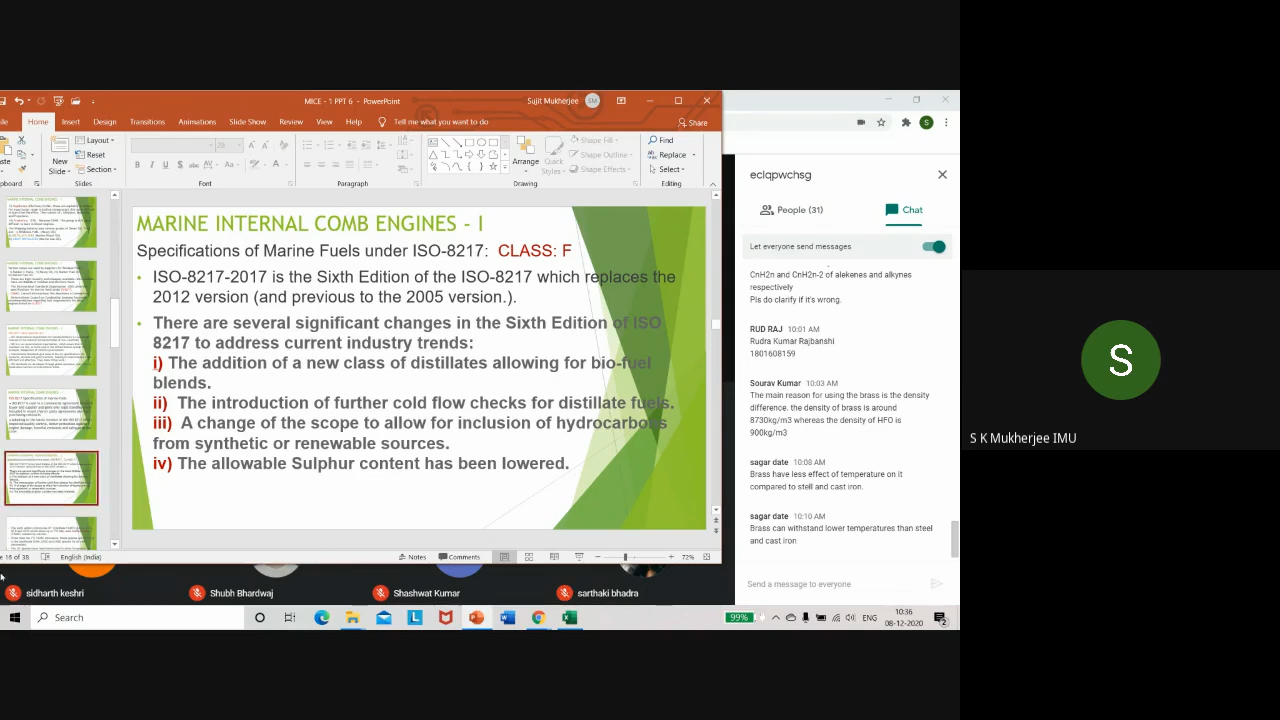 MICE - 1 PPT 6 - PowerPoint
Sujit Mukherjee
SM
Home Insert Design Transitions Animations Slide Show Review View Help Tell me what you want to do
Share
New
Slide
Layout
Reset
Section
Slides
Font
Paragraph
Arrange
Quick
Styles
Shape Fill
Shape Outline
Shape Effects
Drawing
Find
Replace
Select
Editing
MARINE INTERNAL COMB ENGINES - I
Specifications of Marine Fuels under ISO-8217: CLASS: F
• ISO-8217-2017 is the Sixth Edition of the ISO-8217 which replaces the
2012 version (and previous to the 2005 version.).
• There are several significant changes in the Sixth Edition of ISO
8217 to address current industry trends:
i) The addition of a new class of distillates allowing for bio-fuel
blends.
ii) The introduction of further cold flow checks for distillate fuels.
iii) A change of the scope to allow for inclusion of hydrocarbons
from synthetic or renewable sources.
iv) The allowable Sulphur content has been lowered.
16 of 38
English (India)
Notes
Comments
72%
sidharth keshri
Shubh Bhardwaj
Shashwat Kumar
sarthaki bhadra
eclqpwchsg
People (31)
Chat
Let everyone send messages
CnH2n and CnH2n-2 of alekenes and alkynes
respectively
Pls do clarify if it's wrong.
RUD RAJ 10:01 AM
Rudra Kumar Rajbanshi
1801608159
Sourav Kumar 10:03 AM
The main reason for using the brass is the density
difference. the density of brass is around
8730kg/m3 whereas the density of HFO is
900kg/m3
sagar date 10:08 AM
Brass have less effect of temperature on it
compared to stell and cast iron.
sagar date 10:10 AM
Brass can withstand lower temperatures than steel
and cast iron
Send a message to everyone
Search
99%
ENG
10:36
08-12-2020
S
S K Mukherjee IMU